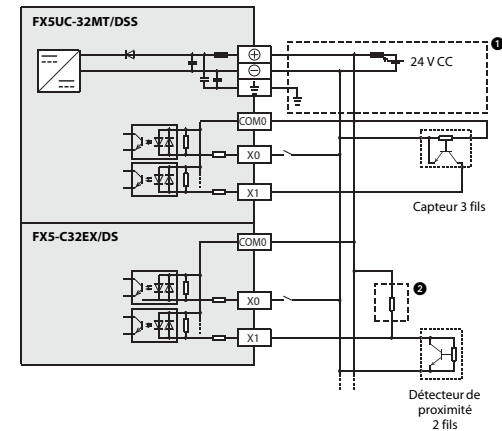 FX5UC-32MT/DSS
❶
24 V CC
COM0
X0
X1
Capteur 3 fils
FX5-C32EX/DS
COM0
X0
❷
X1
Détecteur de
proximité
2 fils